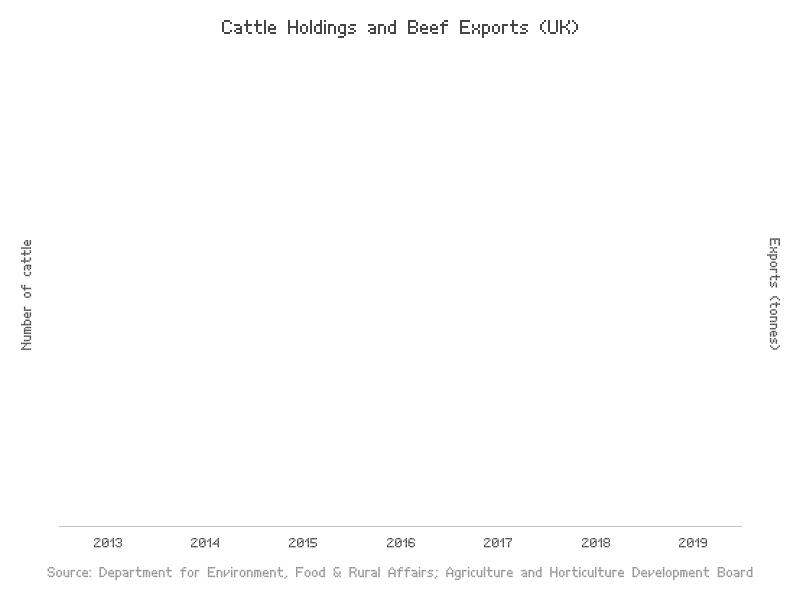 Cattle Holdings and Beef Exports (UK)
Number of cattle
Exports (tonnes)
2013 2014 2015 2016 2017 2018 2019
Source: Department for Environment, Food & Rural Affairs; Agriculture and Horticulture Development Board